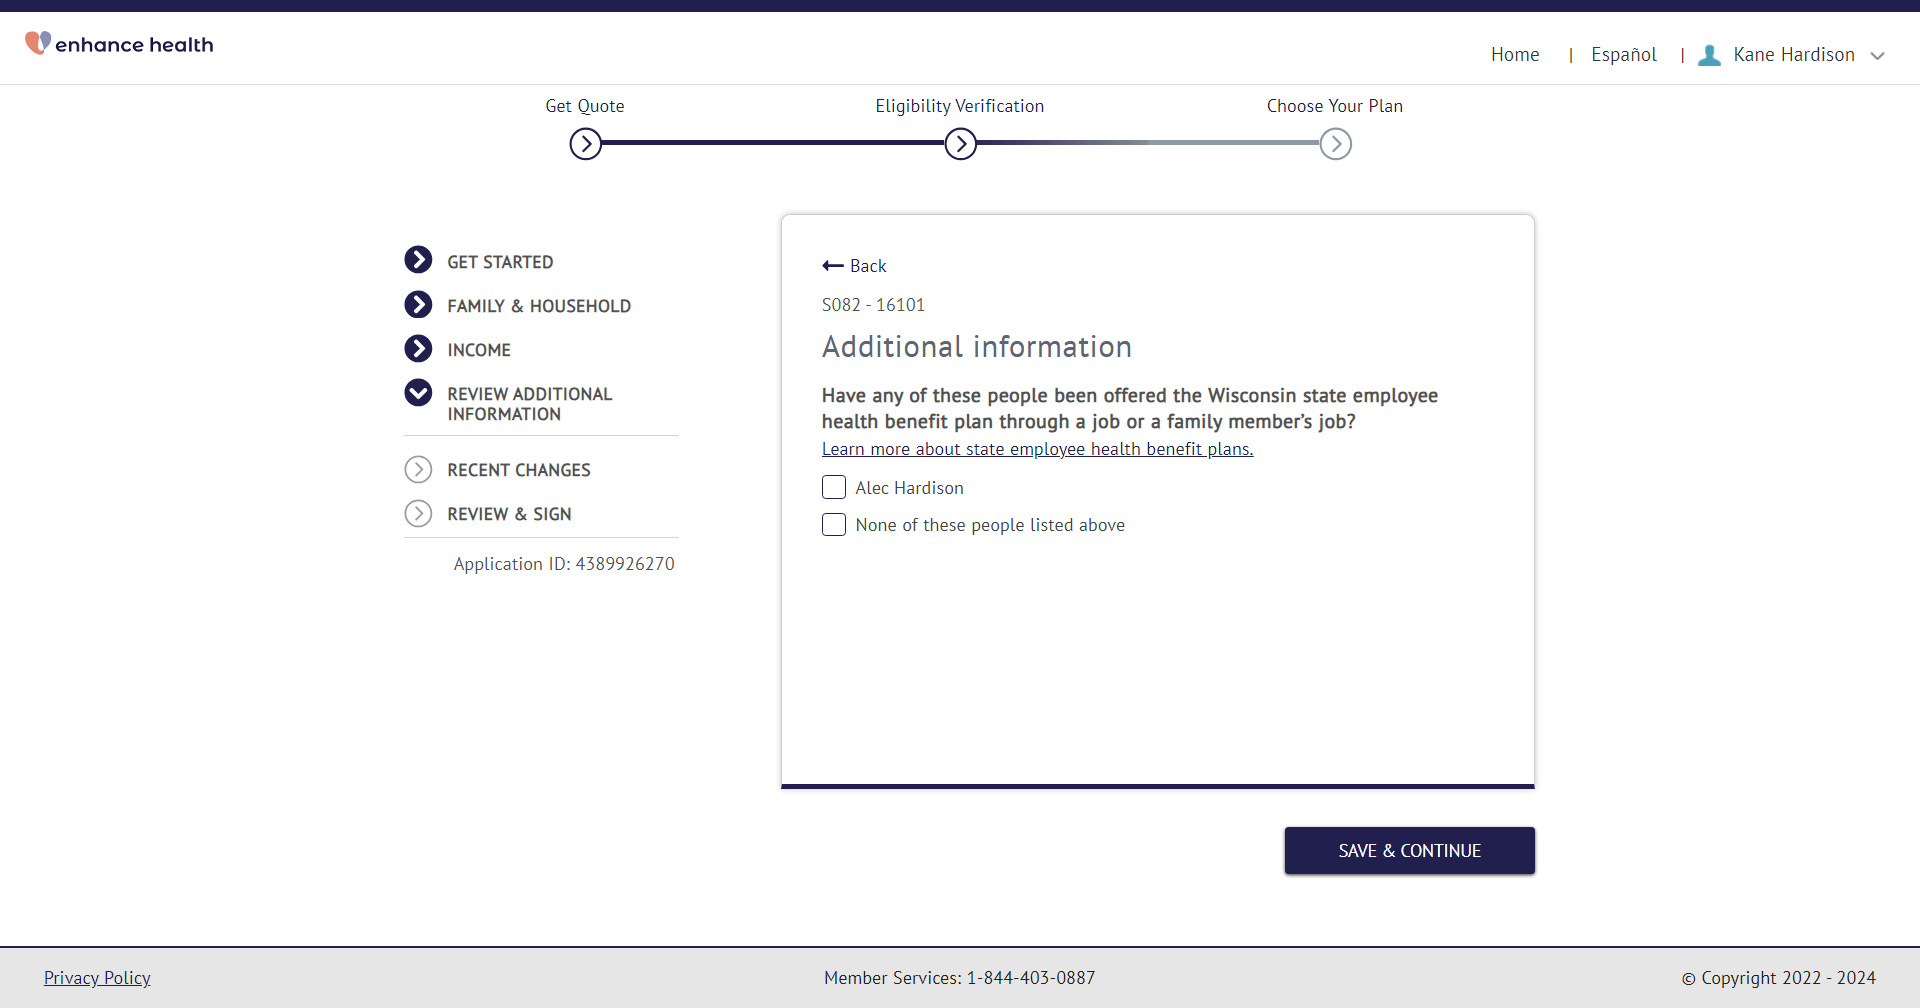 enhance health
Home | Español | Kane Hardison
Get Quote
Eligibility Verification
Choose Your Plan
GET STARTED
FAMILY & HOUSEHOLD
INCOME
REVIEW ADDITIONAL
INFORMATION
RECENT CHANGES
REVIEW & SIGN
Application ID: 4389926270
Back
S082 - 16101
Additional information
Have any of these people been offered the Wisconsin state employee
health benefit plan through a job or a family member’s job?
Learn more about state employee health benefit plans.
Alec Hardison
None of these people listed above
SAVE & CONTINUE
Privacy Policy
Member Services: 1-844-403-0887
© Copyright 2022 - 2024